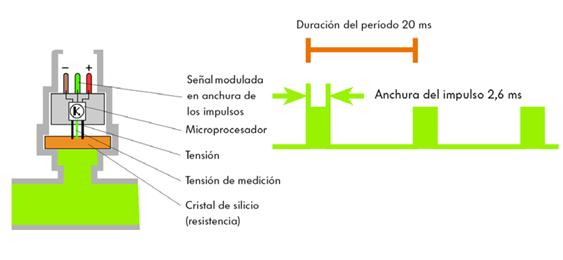 Duración del período 20 ms
− +
Señal modulada
en anchura de
los impulsos
Anchura del impulso 2,6 ms
K
Microprocesador
Tensión
Tensión de medición
Cristal de silicio
(resistencia)